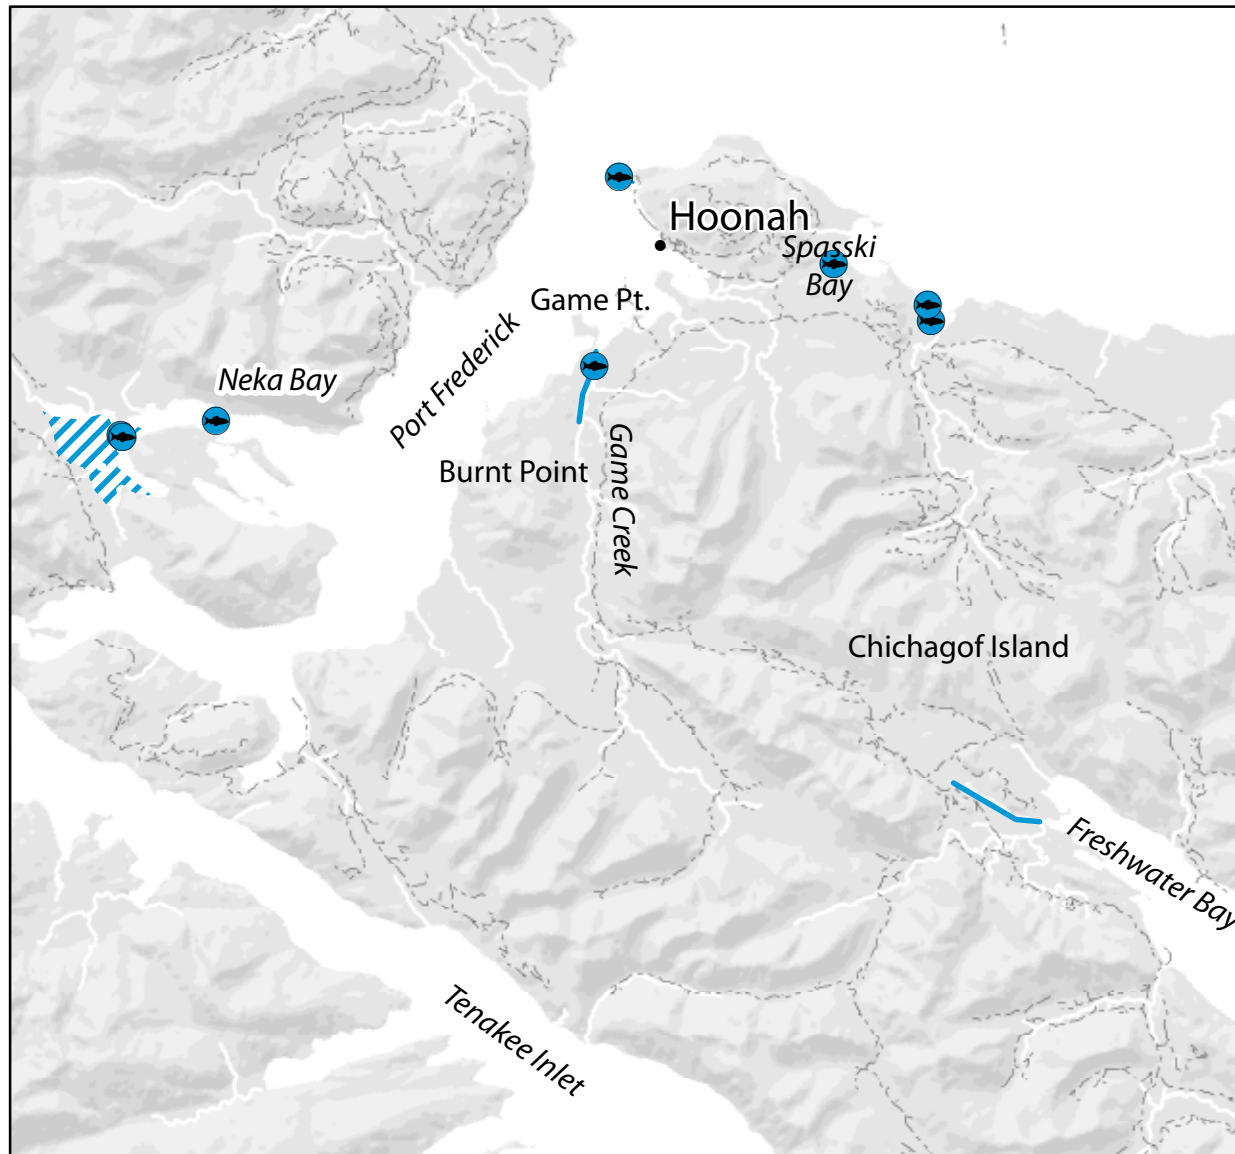 Hoonah
Spasski
Bay
Game Pt.
Port Frederick
Neka Bay
Burnt Point
Game Creek
Chichagof Island
Freshwater Bay
Tenakee Inlet